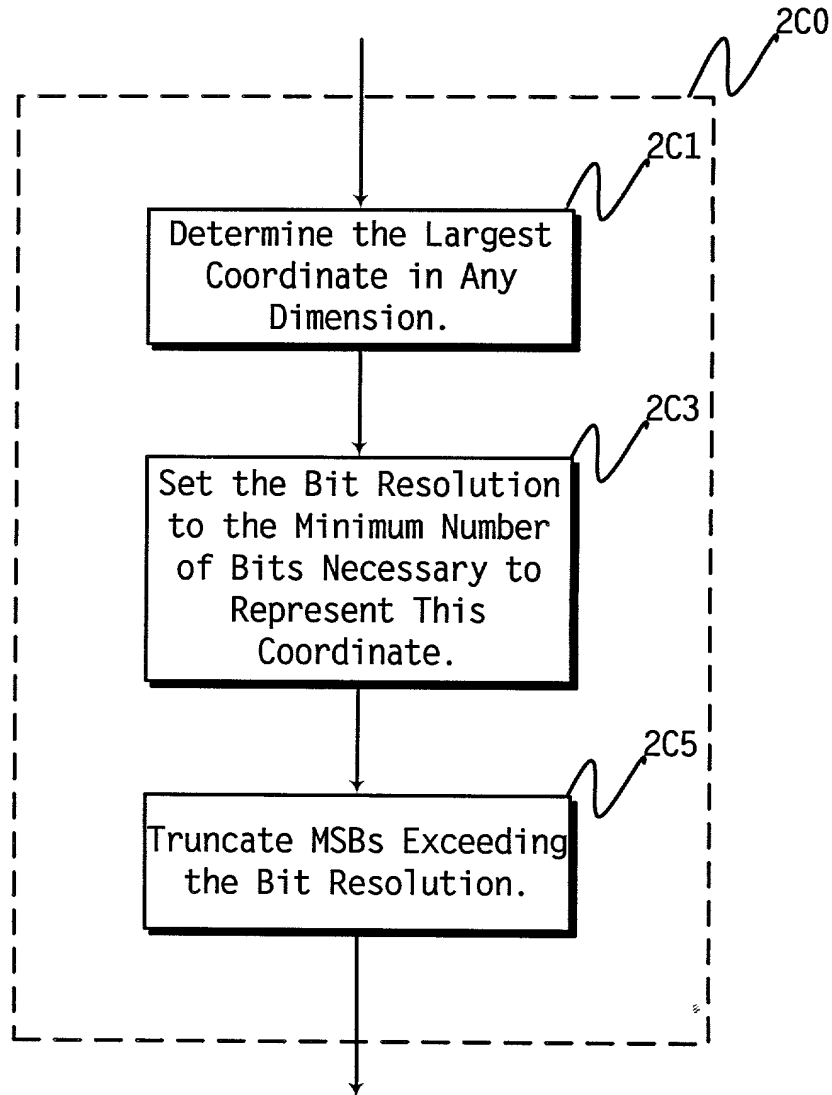 2C0
2C1
Determine the Largest
Coordinate in Any
Dimension.
2C3
Set the Bit Resolution
to the Minimum Number
of Bits Necessary to
Represent This
Coordinate.
2C5
Truncate MSBs Exceeding
the Bit Resolution.